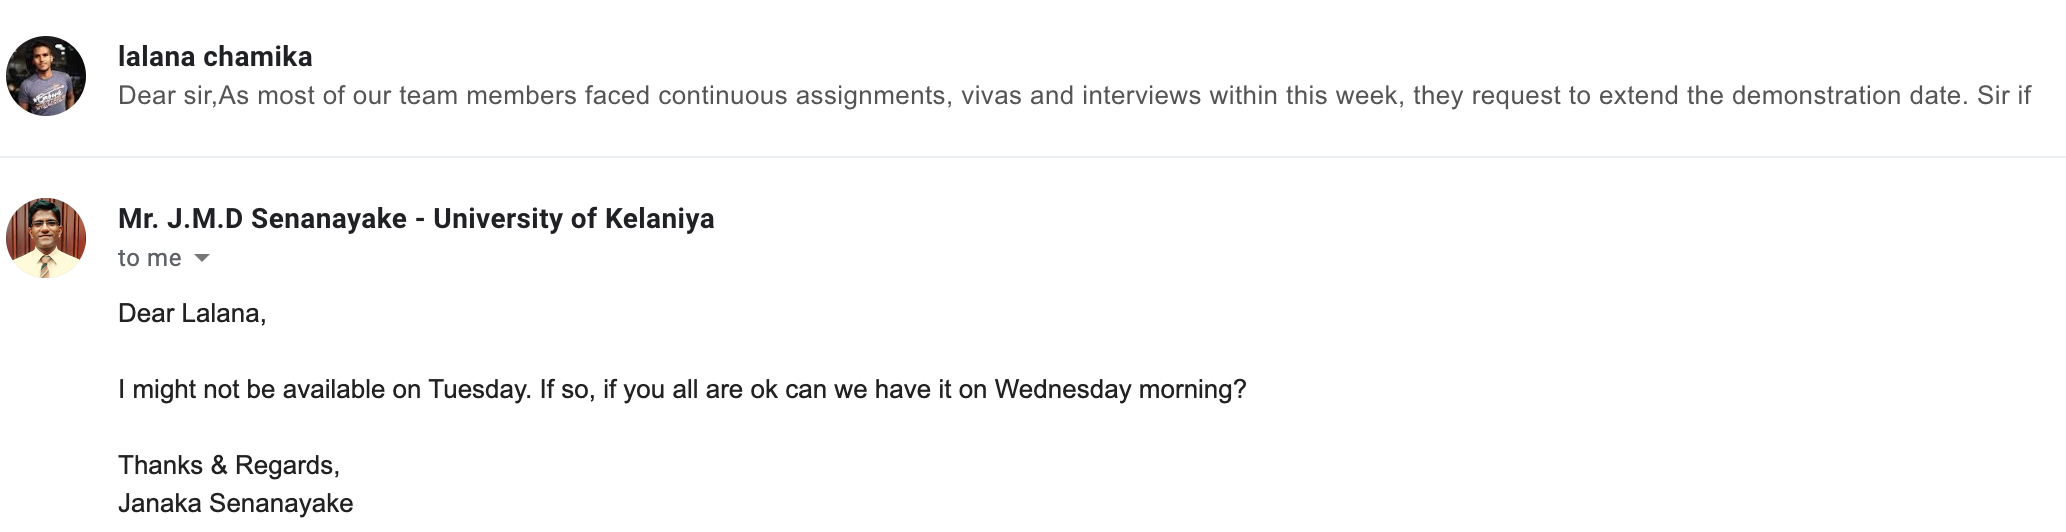 lalana chamika
Dear sir,As most of our team members faced continuous assignments, vivas and interviews within this week, they request to extend the demonstration date. Sir if
Mr. J.M.D Senanayake - University of Kelaniya
to me
Dear Lalana,
I might not be available on Tuesday. If so, if you all are ok can we have it on Wednesday morning?
Thanks & Regards,
Janaka Senanayake